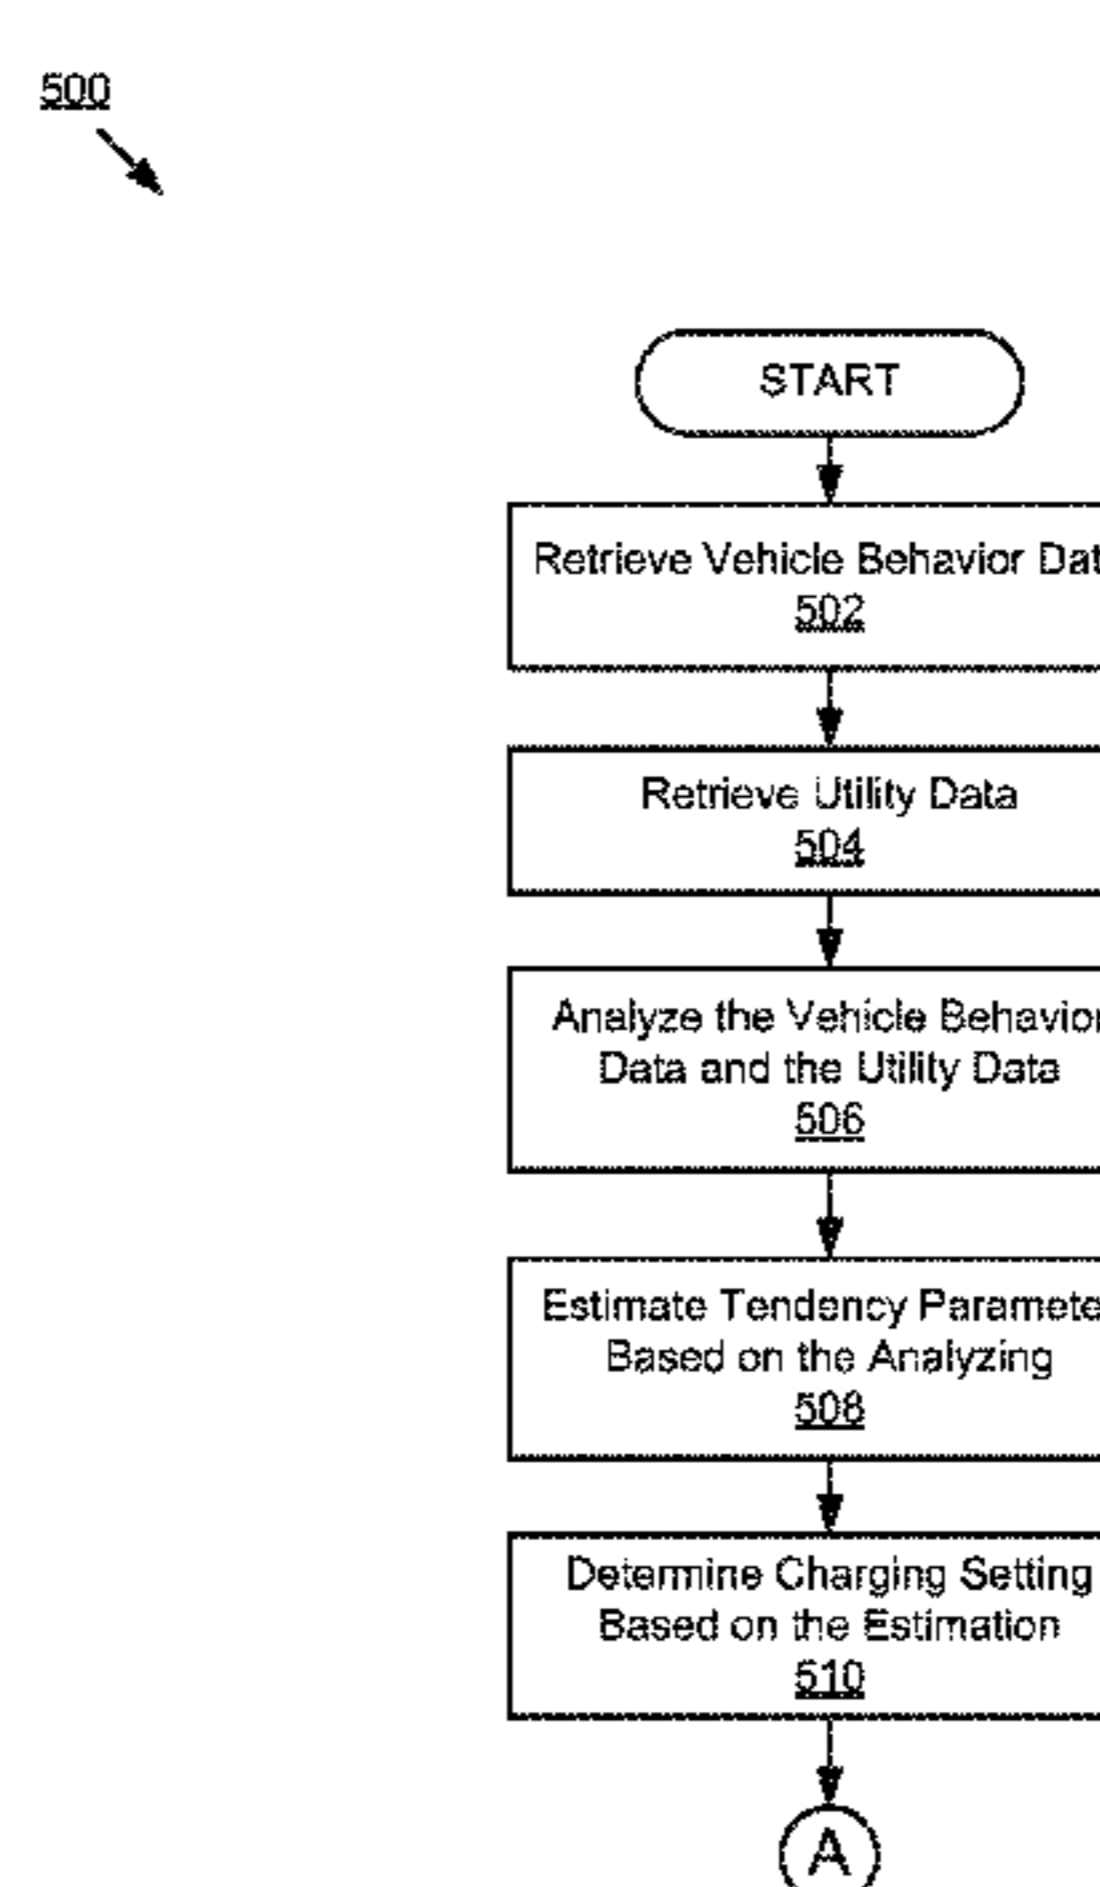 500
START
Retrieve Vehicle Behavior Dat
502
Retrieve Utility Data
504
Analyze the Vehicle Behavior
Data and the Utility Data
506
Estimate Tendency Paramete
Based on the Analyzing
508
Determine Charging Setting
Based on the Estimation
510
A